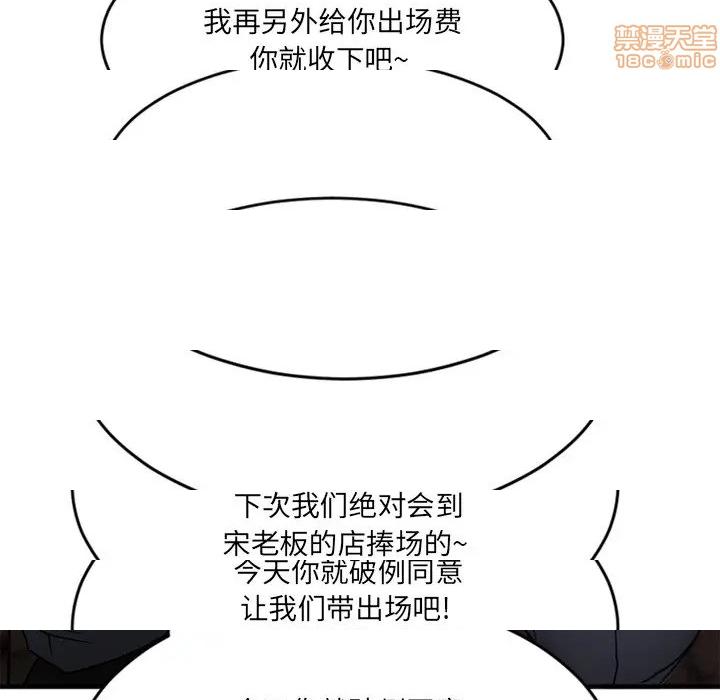 我再另外给你出场费
你就收下吧~
禁漫天堂
18comic
下次我们绝对会到
宋老板的店捧场的~
今天你就破例同意
让我们带出场吧!